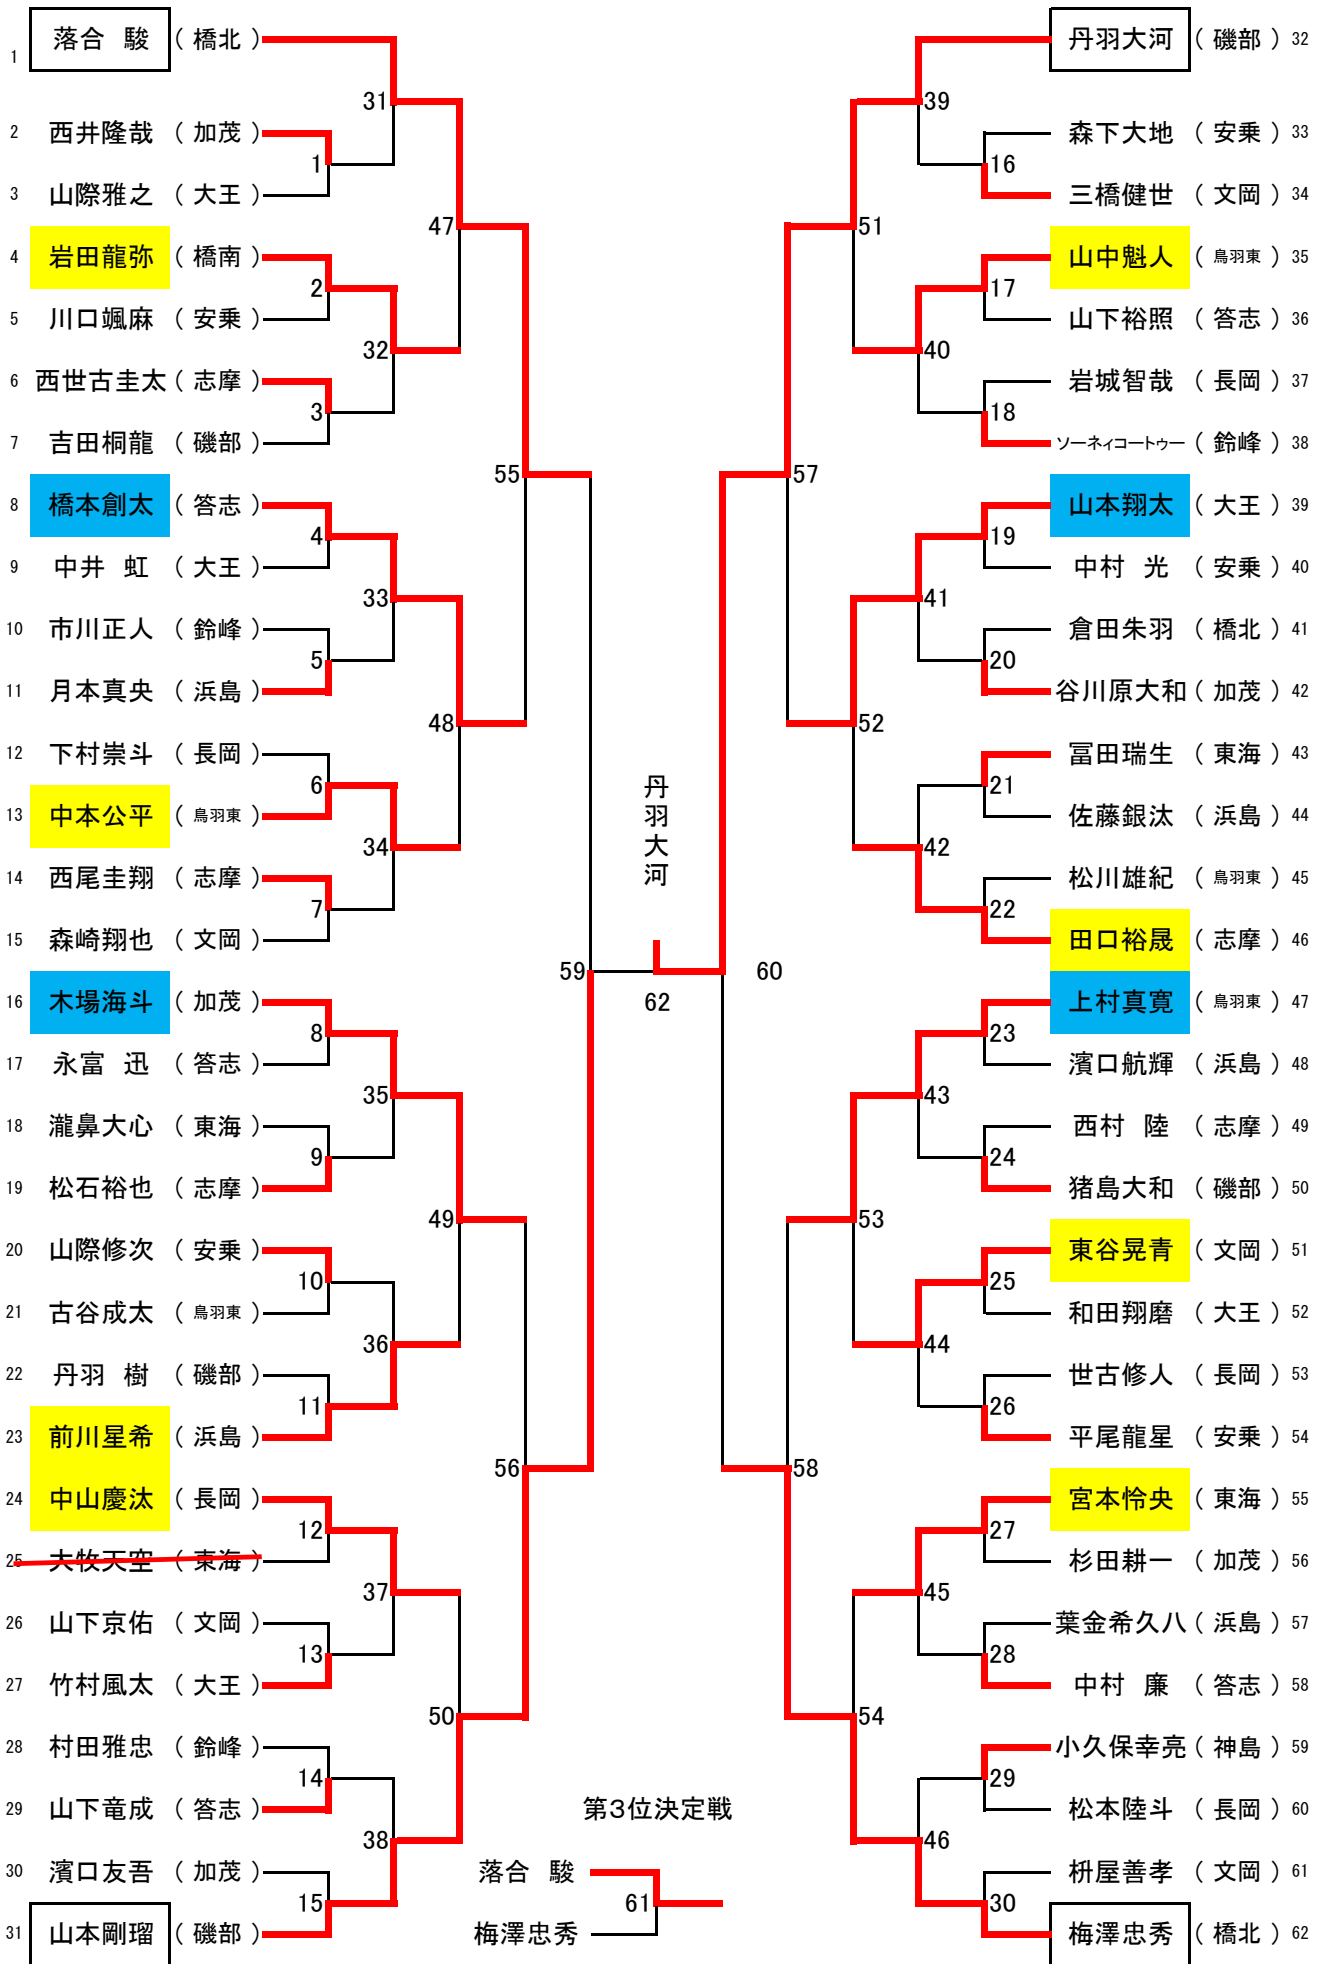 1 落合 駿 （ 橋北 ）
2 西井隆哉 （ 加茂 ）
3 山際雅之 （ 大王 ）
4 岩田龍弥 （ 橋南 ）
5 川口颯麻 （ 安乗 ）
6 西世古圭太 （ 志摩 ）
7 吉田桐龍 （ 磯部 ）
8 橋本創太 （ 答志 ）
9 中井 虹 （ 大王 ）
10 市川正人 （ 鈴峰 ）
11 月本真央 （ 浜島 ）
12 下村崇斗 （ 長岡 ）
13 中本公平 （ 鳥羽東 ）
14 西尾圭翔 （ 志摩 ）
15 森崎翔也 （ 文岡 ）
16 木場海斗 （ 加茂 ）
17 永富 迅 （ 答志 ）
18 瀧鼻大心 （ 東海 ）
19 松石裕也 （ 志摩 ）
20 山際修次 （ 安乗 ）
21 古谷成太 （ 鳥羽東 ）
22 丹羽 樹 （ 磯部 ）
23 前川星希 （ 浜島 ）
24 中山慶汰 （ 長岡 ）
25 大牧天空 （ 東海 ）
26 山下京佑 （ 文岡 ）
27 竹村風太 （ 大王 ）
28 村田雅忠 （ 鈴峰 ）
29 山下竜成 （ 答志 ）
30 濱口友吾 （ 加茂 ）
31 山本剛瑠 （ 磯部 ）
1
2
3
4
5
6
7
8
9
10
11
12
13
14
15
31
32
33
34
35
36
37
38
47
48
49
50
55
56
59
丹羽大河
62
60
57
58
51
52
53
54
39
40
41
42
43
44
45
46
16
17
18
19
20
21
22
23
24
25
26
27
28
29
30
丹羽大河 （ 磯部 ） 32
森下大地 （ 安乗 ） 33
三橋健世 （ 文岡 ） 34
山中魁人 （ 鳥羽東 ） 35
山下裕照 （ 答志 ） 36
岩城智哉 （ 長岡 ） 37
ソーネィコートゥー （ 鈴峰 ） 38
山本翔太 （ 大王 ） 39
中村 光 （ 安乗 ） 40
倉田朱羽 （ 橋北 ） 41
谷川原大和 （ 加茂 ） 42
冨田瑞生 （ 東海 ） 43
佐藤銀汰 （ 浜島 ） 44
松川雄紀 （ 鳥羽東 ） 45
田口裕晟 （ 志摩 ） 46
上村真寛 （ 鳥羽東 ） 47
濱口航輝 （ 浜島 ） 48
西村 陸 （ 志摩 ） 49
猪島大和 （ 磯部 ） 50
東谷晃青 （ 文岡 ） 51
和田翔磨 （ 大王 ） 52
世古修人 （ 長岡 ） 53
平尾龍星 （ 安乗 ） 54
宮本怜央 （ 東海 ） 55
杉田耕一 （ 加茂 ） 56
葉金希久八 （ 浜島 ） 57
中村 廉 （ 答志 ） 58
小久保幸亮 （ 神島 ） 59
松本陸斗 （ 長岡 ） 60
枡屋善孝 （ 文岡 ） 61
梅澤忠秀 （ 橋北 ） 62
第3位決定戦
落合 駿
61
梅澤忠秀